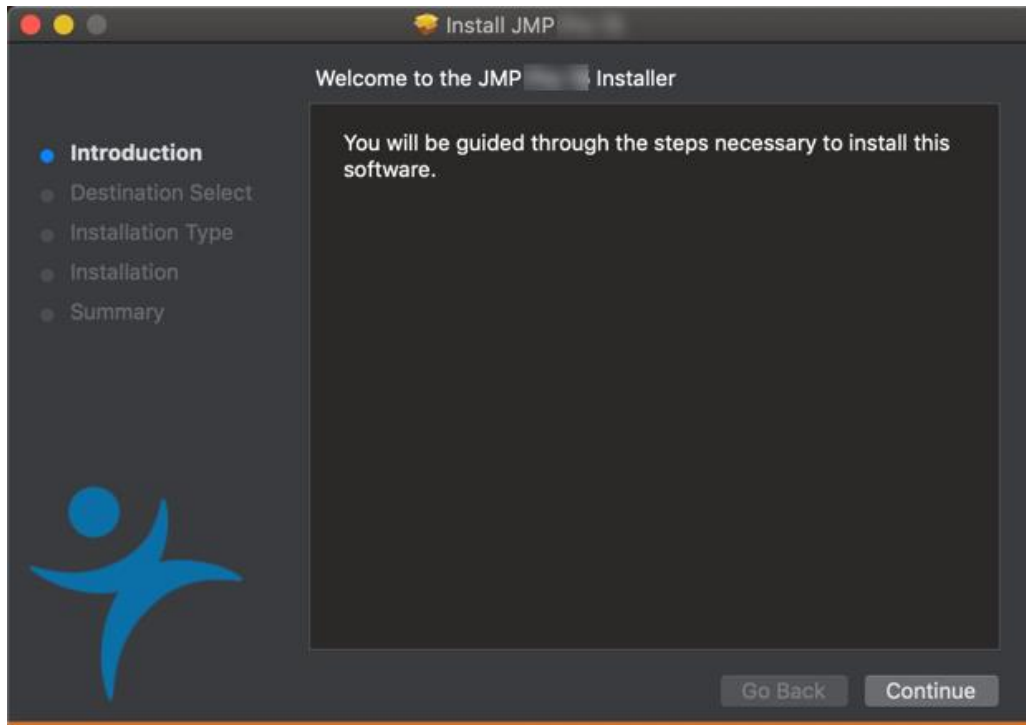 Install JMP
Welcome to the JMP Installer
Introduction
Destination Select
Installation Type
Installation
Summary
You will be guided through the steps necessary to install this
software.
Go Back
Continue